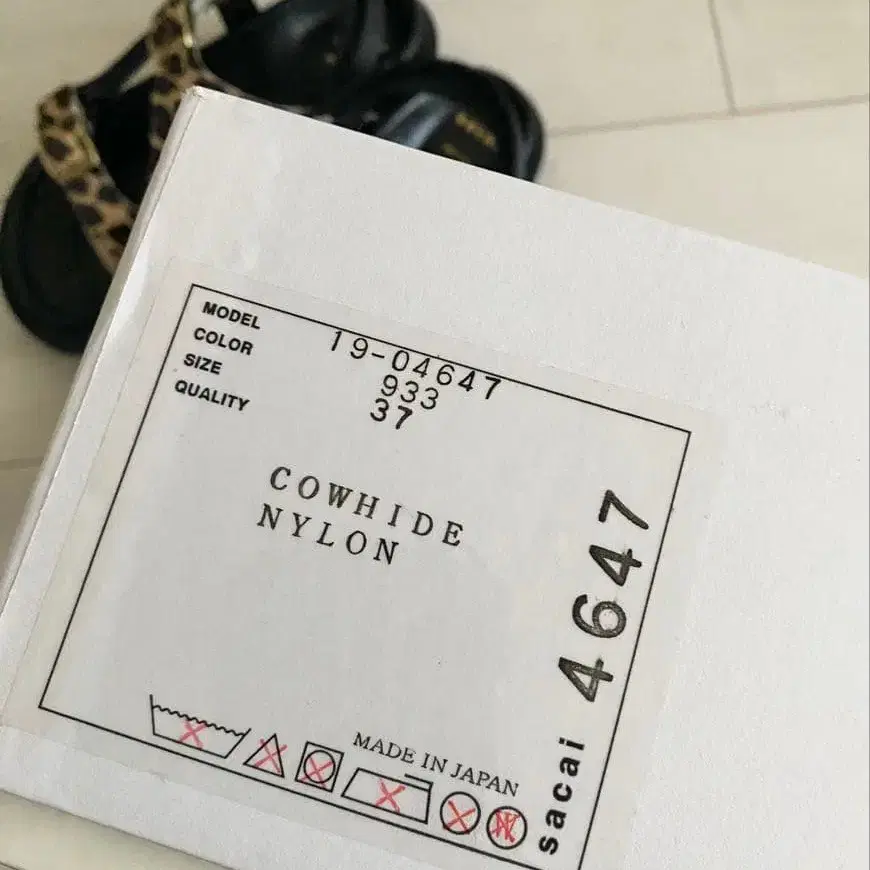 MODEL 19-04647
COLOR 933
SIZE 37
QUALITY
COWHIDE
NYLON
MADE IN JAPAN
sacai 4647